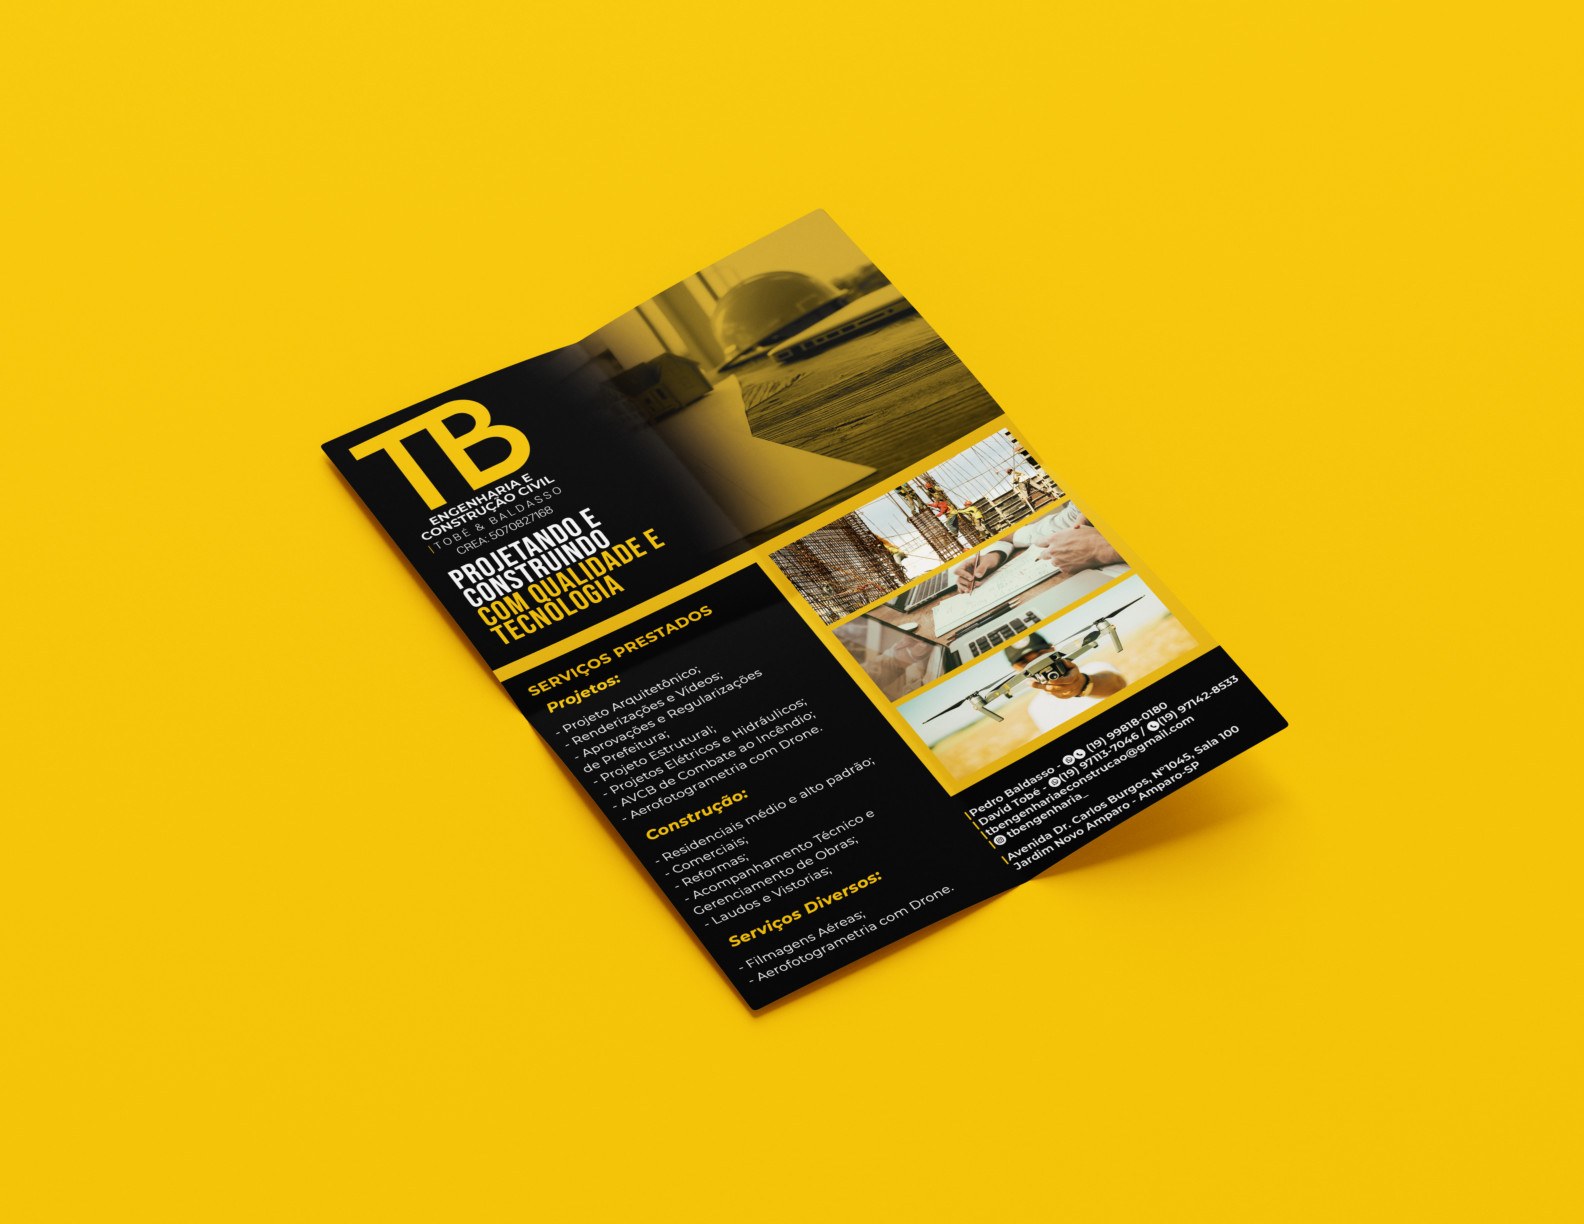 TB
ENGENHARIA E
CONSTRUÇÃO CIVIL
TOBÉ & BALDASSO
CREA: 5070827168
PROJETANDO E
CONSTRUINDO
COM QUALIDADE E
TECNOLOGIA
SERVIÇOS PRESTADOS
Projetos:
- Projeto Arquitetônico;
- Renderizações e Vídeos;
- Aprovações e Regularizações
de Prefeitura;
- Projeto Estrutural;
- Projetos Elétricos e Hidráulicos;
- AVCB de Combate ao Incêndio;
- Aerofotogrametria com Drone.
Construção:
- Residenciais médio e alto padrão;
- Comerciais;
- Reformas;
- Acompanhamento Técnico e
Gerenciamento de Obras;
- Laudos e Vistorias;
Serviços Diversos:
- Filmagens Aéreas;
- Aerofotogrametria com Drone.
Pedro Baldasso - (19) 99818-0180
David Tobé - (19) 97113-7046 / (19) 97142-8533
tbengenhariaeconstrucao@gmail.com
tbengenharia_
Avenida Dr. Carlos Burgos, Nº1045, Sala 100
Jardim Novo Amparo - Amparo-SP